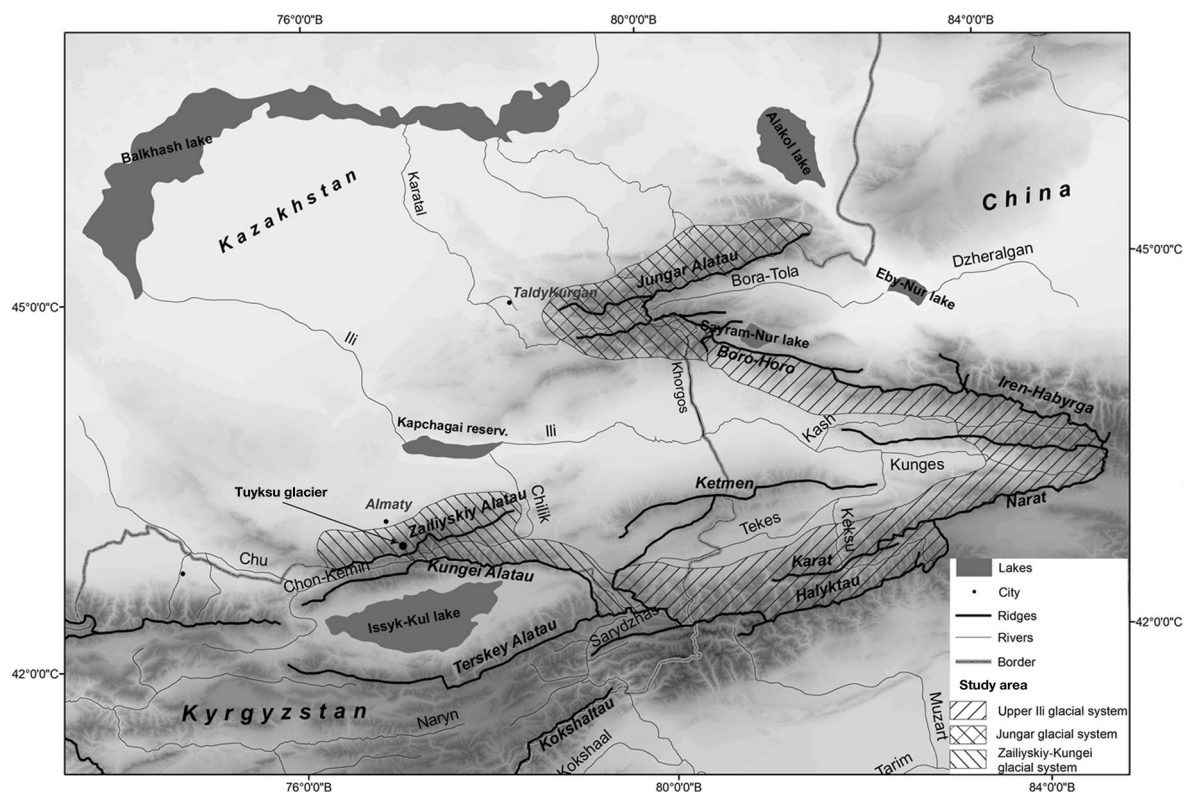 76°0'0"B
80°0'0"B
84°0'0"B
Balkhash lake
Alakol lake
Kazakhstan
China
Karatal
45°0'0"C
Dzheralgan
Jungar Alatau
Bora-Tola
Eby-Nur lake
TaldyKurgan
45°0'0"C
Sayram-Nur lake
Ili
Boro-Horo
Khorgos
Iren-Habyrga
Kapchagai reserv.
Ili
Kash
Kunges
Tuyksu glacier
Ketmen
Almaty
Zailiyskiy Alatau
Chilik
Narat
Tekes
Keksu
Chu
Chon-Kemin
Kungei Alatau
Karat
Halyktau
Issyk-Kul lake
Sarydzhas
42°0'0"C
Terskey Alatau
42°0'0"C
Kyrgyzstan
Naryn
Kokshaltau
Kokshaal
Muzart
Tarim
Lakes
City
Ridges
Rivers
Border
Study area
Upper Ili glacial system
Jungar glacial system
Zailiyskiy-Kungei
glacial system
76°0'0"B
80°0'0"B
84°0'0"B